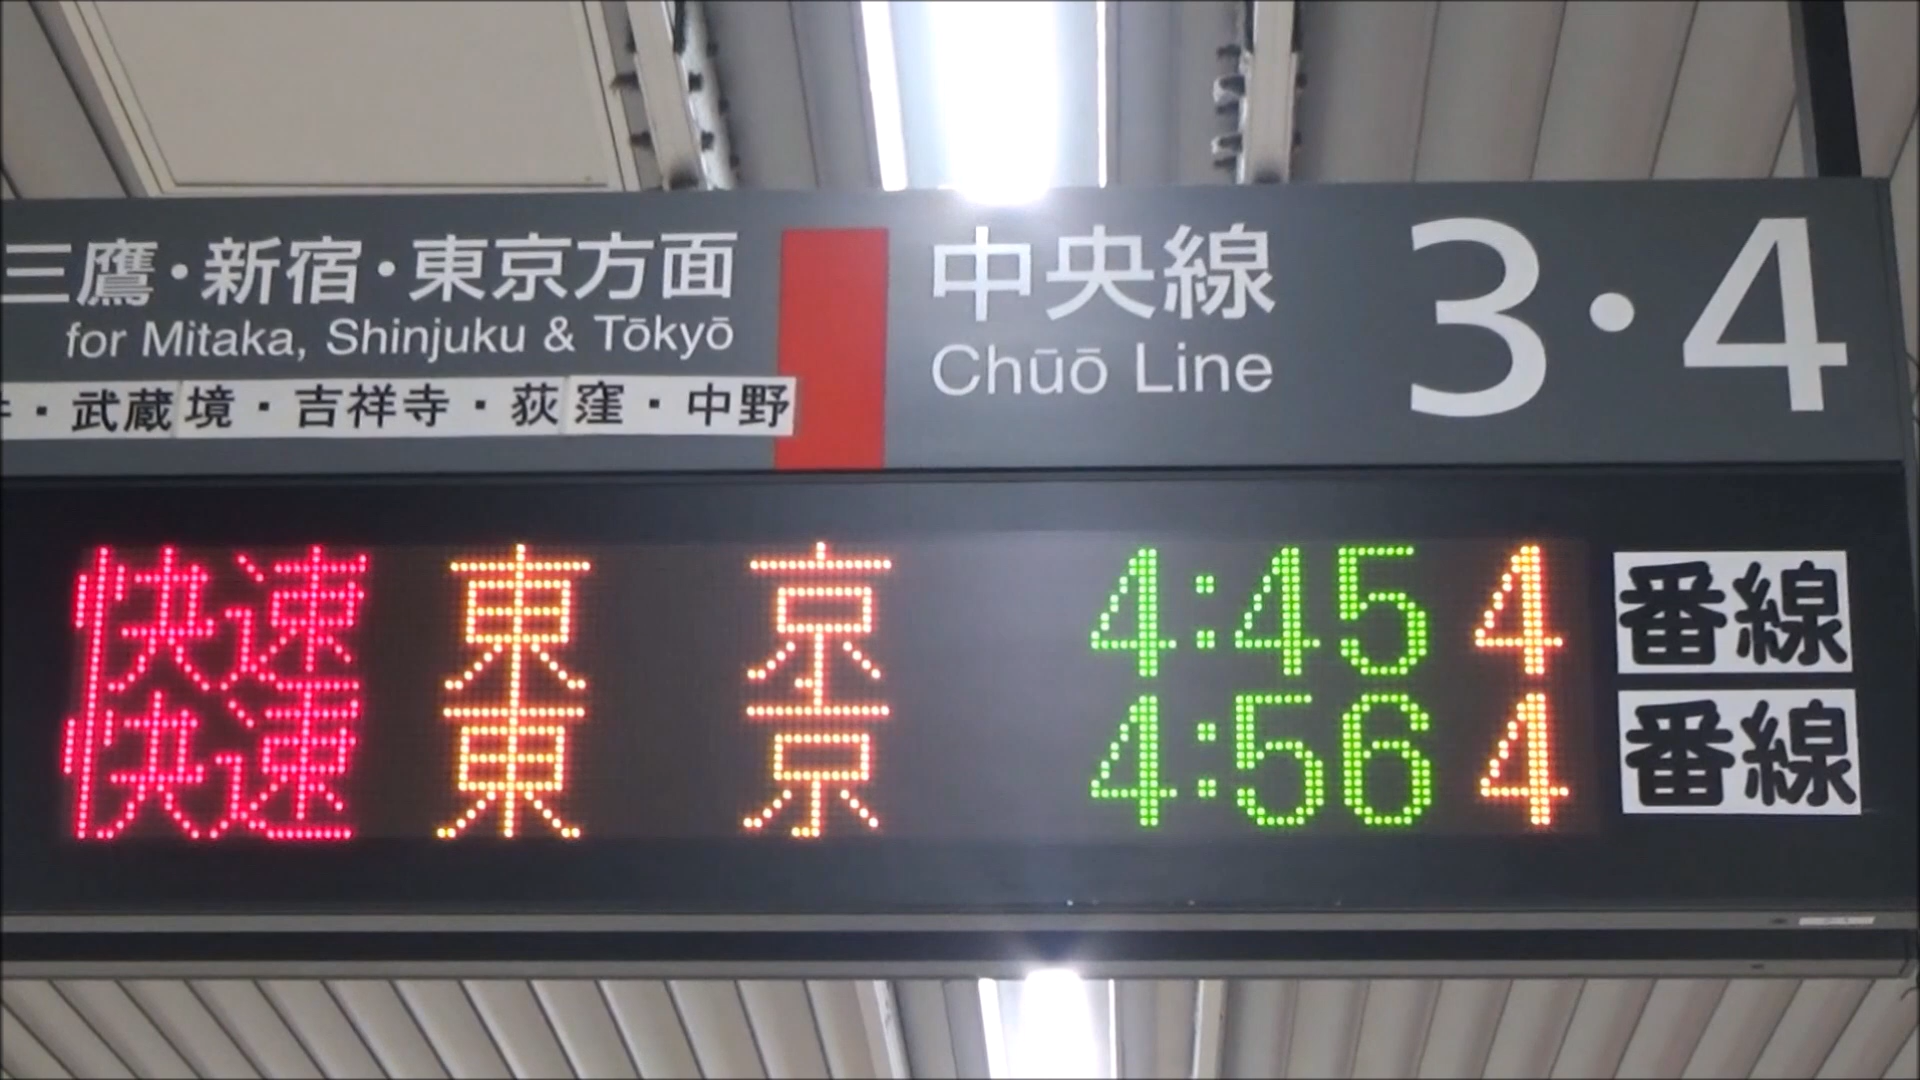 三鷹・新宿・東京方面
for Mitaka, Shinjuku & Tōkyō
・武蔵境・吉祥寺・荻窪・中野
中央線
Chūō Line
3・4
快速 東京 4:45 4 番線
快速 東京 4:56 4 番線